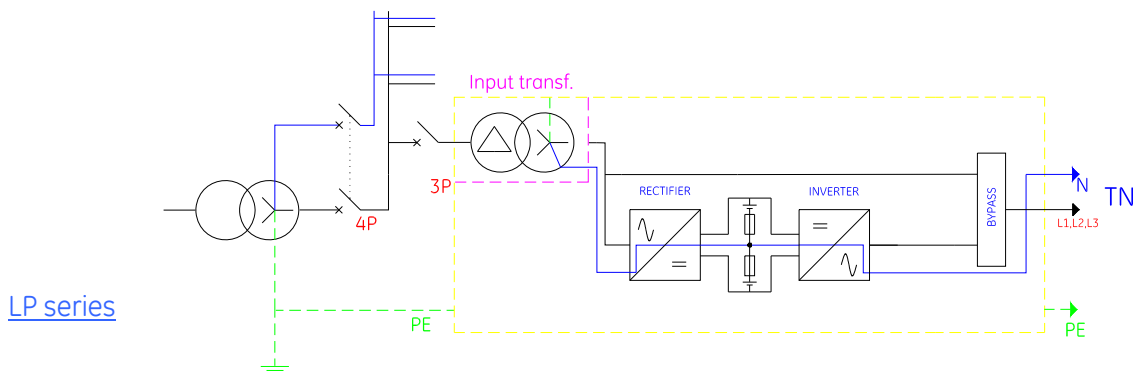 Input transf.
3P
4P
RECTIFIER
INVERTER
BYPASS
N
TN
L1,L2,L3
LP series
PE
PE